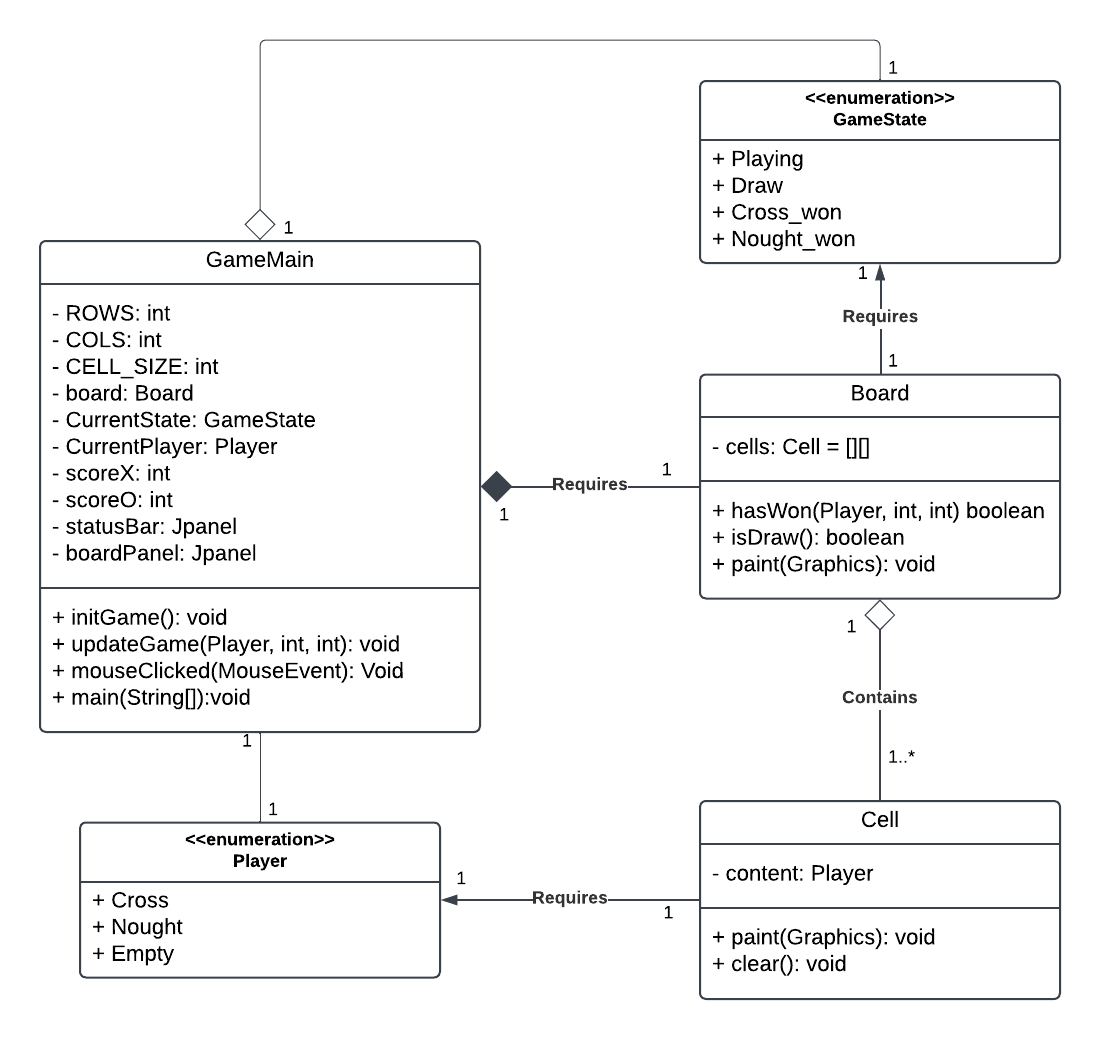 1
<<enumeration>>
GameState
+ Playing
+ Draw
+ Cross_won
+ Nought_won
1
GameMain
- ROWS: int
- COLS: int
- CELL_SIZE: int
- board: Board
- CurrentState: GameState
- CurrentPlayer: Player
- scoreX: int
- scoreO: int
- statusBar: Jpanel
- boardPanel: Jpanel
+ initGame(): void
+ updateGame(Player, int, int): void
+ mouseClicked(MouseEvent): Void
+ main(String[]):void
1
Requires
1
1
Requires
1
Board
- cells: Cell = [][]
+ hasWon(Player, int, int) boolean
+ isDraw(): boolean
+ paint(Graphics): void
1
Contains
1..*
1
1
<<enumeration>>
Player
+ Cross
+ Nought
+ Empty
1
Requires
1
Cell
- content: Player
+ paint(Graphics): void
+ clear(): void